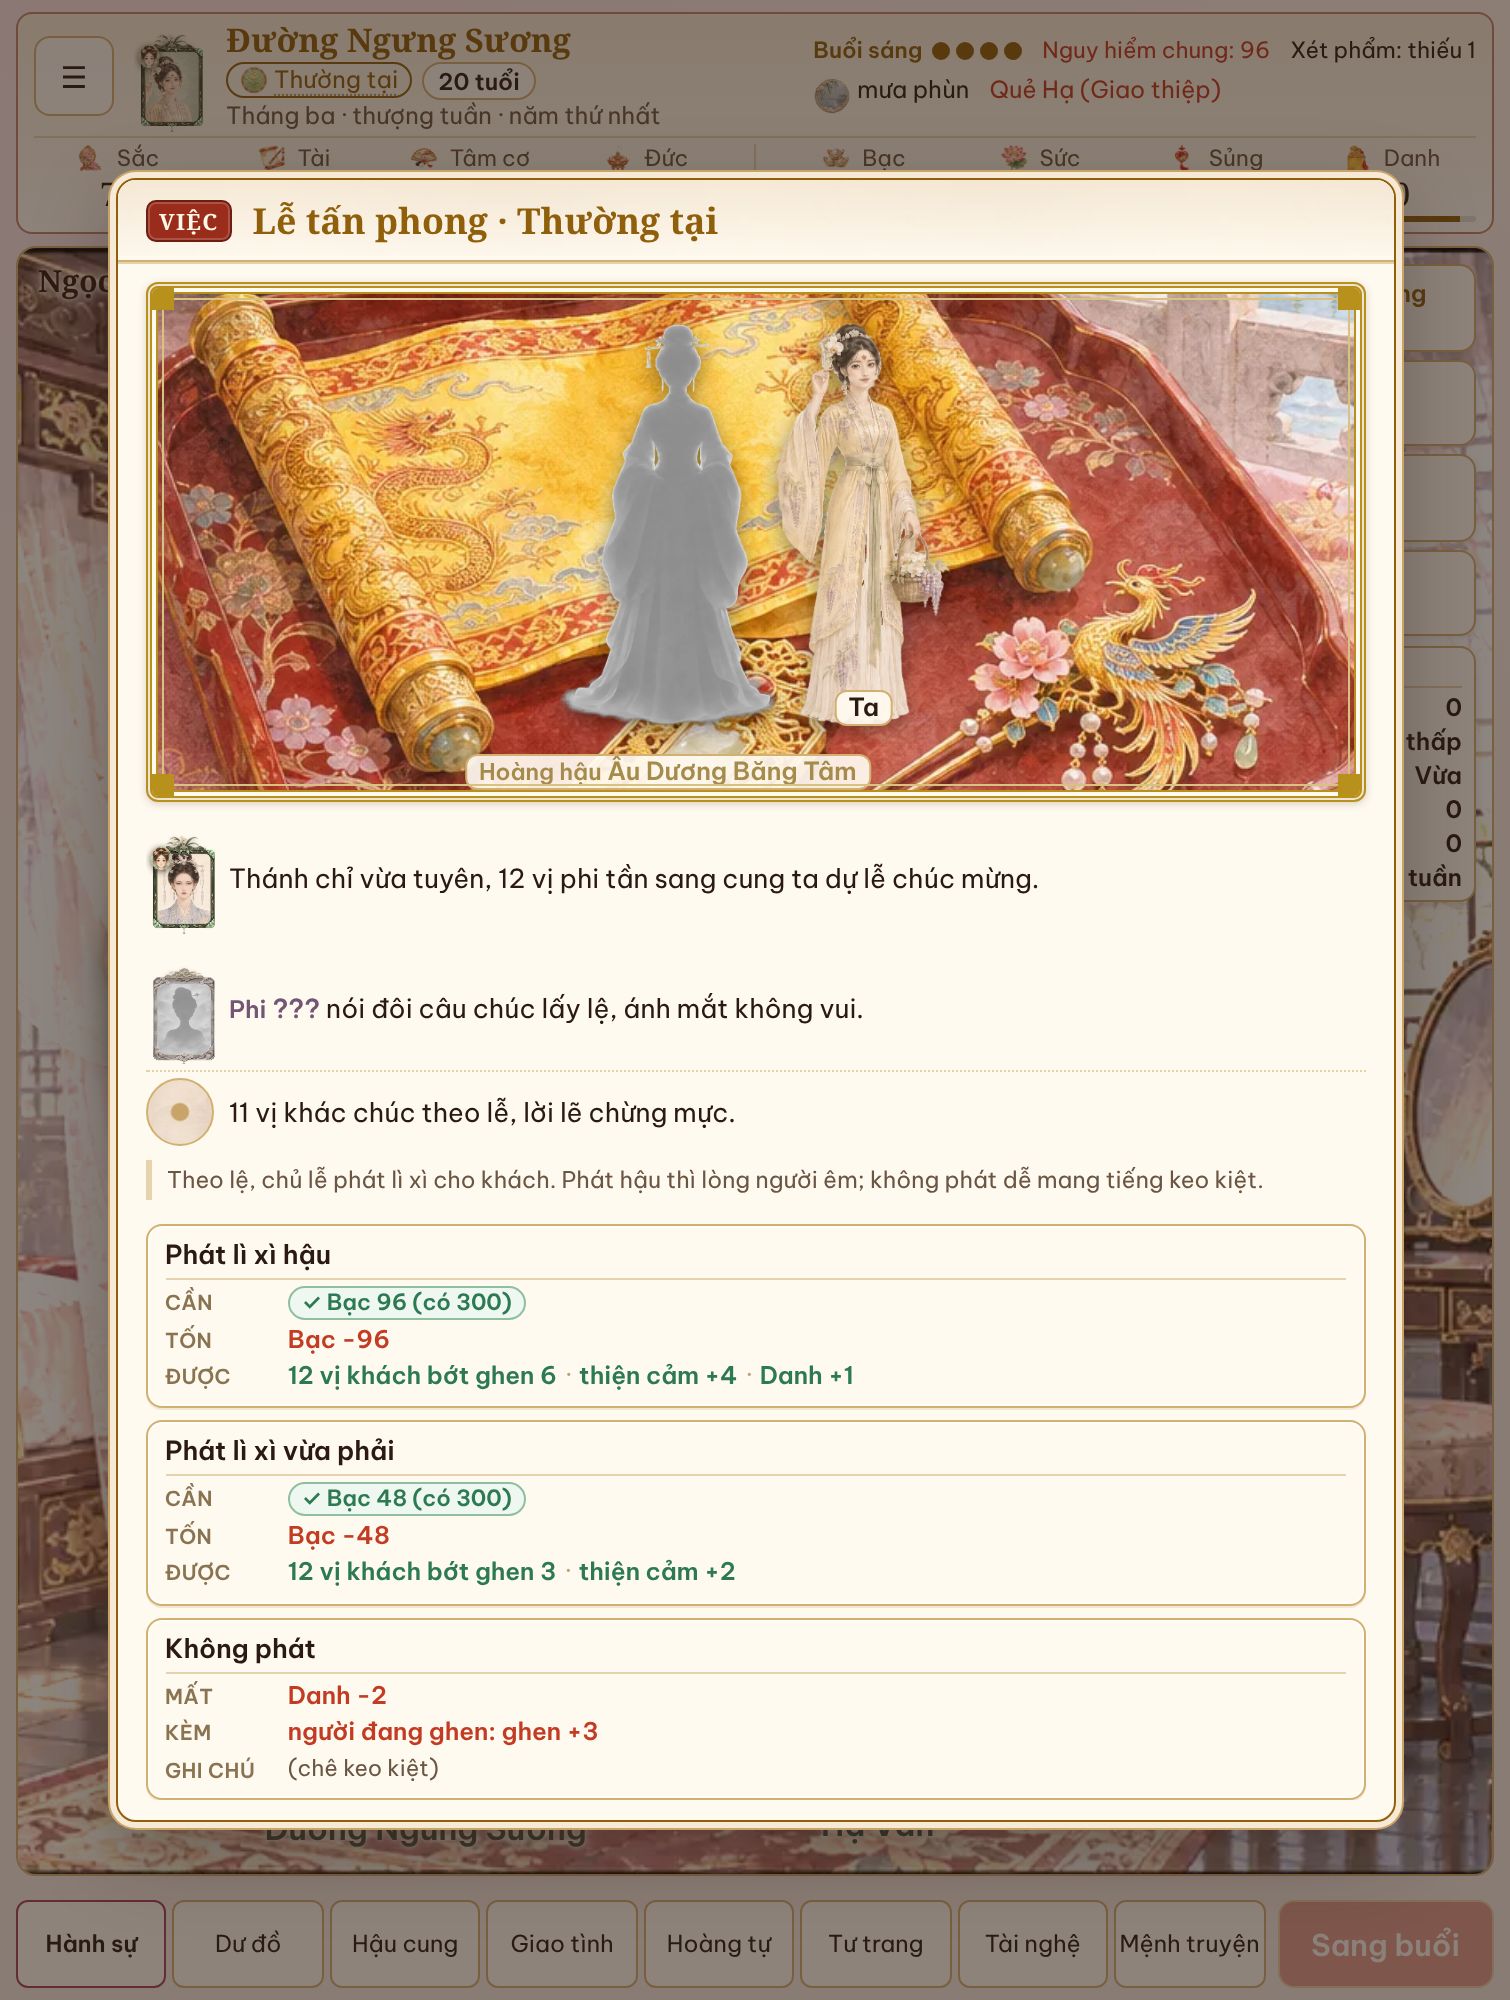 ☰
Đường Ngưng Sương
Thường tại
20 tuổi
Tháng ba · thượng tuần · năm thứ nhất
Buổi sáng
Nguy hiểm chung: 96
Xét phẩm: thiếu 1
mưa phùn
Quẻ Hạ (Giao thiệp)
Sắc
Tài
Tâm cơ
Đức
Bạc
Sức
Sủng
Danh
VIỆC
Lễ tấn phong · Thường tại
Ta
Hoàng hậu Âu Dương Băng Tâm
0
thấp
Vừa
0
0
tuần
Thánh chỉ vừa tuyên, 12 vị phi tần sang cung ta dự lễ chúc mừng.
Phi ??? nói đôi câu chúc lấy lệ, ánh mắt không vui.
11 vị khác chúc theo lễ, lời lẽ chừng mực.
Theo lệ, chủ lễ phát lì xì cho khách. Phát hậu thì lòng người êm; không phát dễ mang tiếng keo kiệt.
Phát lì xì hậu
CẦN ✓ Bạc 96 (có 300)
TỐN Bạc -96
ĐƯỢC 12 vị khách bớt ghen 6 · thiện cảm +4 · Danh +1
Phát lì xì vừa phải
CẦN ✓ Bạc 48 (có 300)
TỐN Bạc -48
ĐƯỢC 12 vị khách bớt ghen 3 · thiện cảm +2
Không phát
MẤT Danh -2
KÈM người đang ghen: ghen +3
GHI CHÚ (chê keo kiệt)
Đường Ngưng Sương
Hạ Vân
Hành sự
Dư đồ
Hậu cung
Giao tình
Hoàng tự
Tư trang
Tài nghệ
Mệnh truyện
Sang buổi